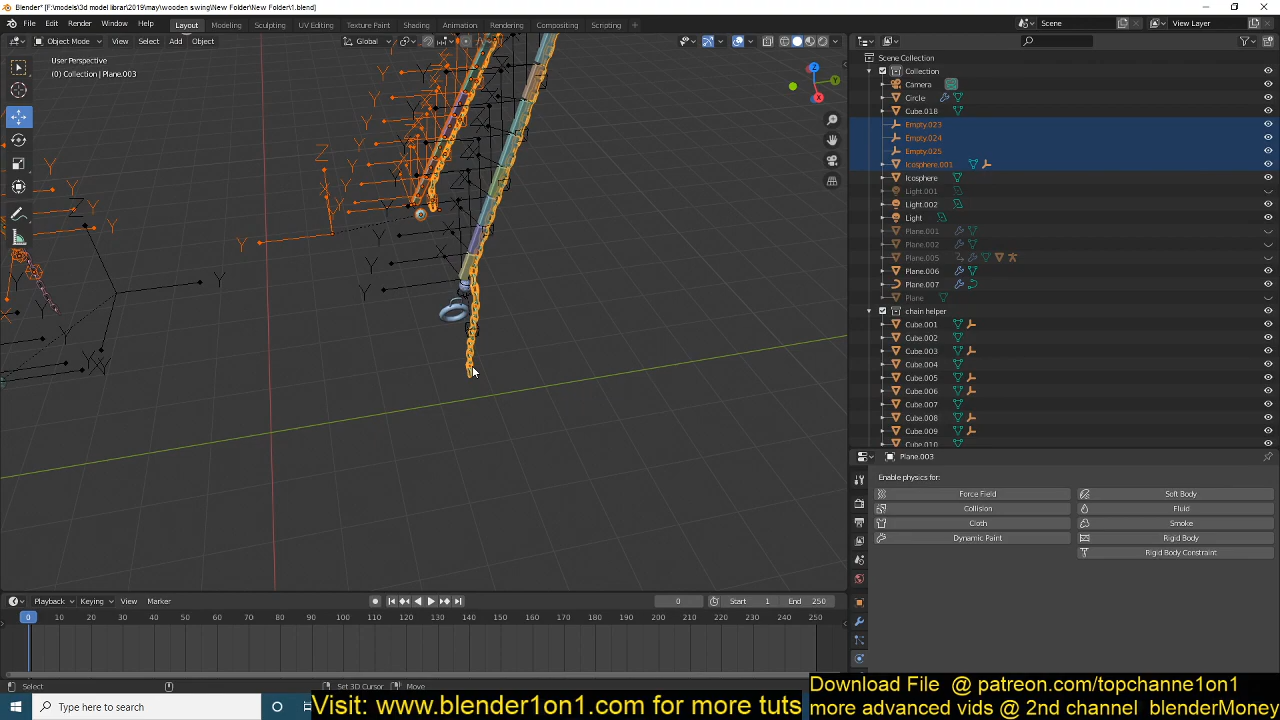 Blender* [F:\models\3d model librar\2019\may\wooden swing\New Folder\New Folder\1.blend]
File Edit Render Window Help Layout Modeling Sculpting UV Editing Texture Paint Shading Animation Rendering Compositing Scripting + Scene View Layer
Object Mode View Select Add Object Global
User Perspective
(0) Collection | Plane.003
Scene Collection
Collection
Camera
Circle
Cube.018
Empty.023
Empty.024
Empty.025
Icosphere.001
Icosphere
Light.001
Light.002
Light
Plane.001
Plane.002
Plane.005
Plane.006
Plane.007
Plane
chain helper
Cube.001
Cube.002
Cube.003
Cube.004
Cube.005
Cube.006
Cube.007
Cube.008
Cube.009
Cube.010
Plane.003
Enable physics for:
Force Field Soft Body
Collision Fluid
Cloth Smoke
Dynamic Paint Rigid Body
Rigid Body Constraint
Playback Keying View Marker 0 Start 1 End 250
0 10 20 30 40 50 60 70 80 90 100 110 120 130 140 150 160 170 180 190 200 210 220 230 240 250
Select Set 3D Cursor Move
Type here to search
Visit: www.blender1on1.com for more tuts
Download File @ patreon.com/topchanne1on1
more advanced vids @ 2nd channel blenderMoney